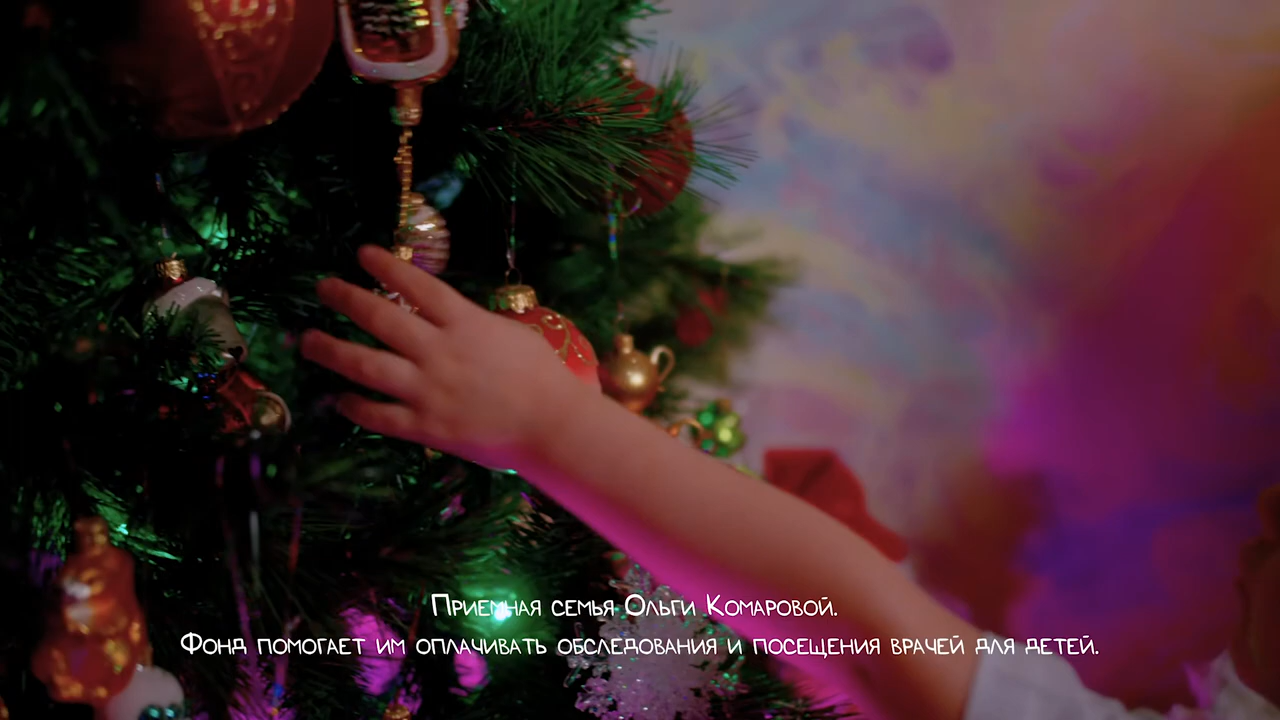 Приемная семья Ольги Комаровой.
Фонд помогает им оплачивать обследования и посещения врачей для детей.